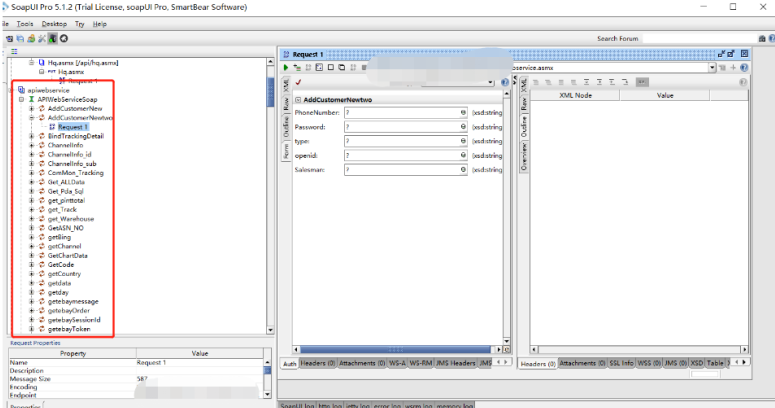 SoapUI Pro 5.1.2 (Trial License, soapUI Pro, SmartBear Software)
ile Tools Desktop Try Help
Search Forum
Hq.asmx [/api/hq.asmx]
Hq.asmx
Request 1
apiwebservice
APIWebServiceSoap
AddCustomerNew
AddCustomerNewtwo
Request 1
BindTrackingDetail
ChannelInfo
ChannelInfo_id
ChannelInfo_sub
ComMon_Tracking
Get_ALLData
Get_Pda_Sql
get_pinttotal
get_Track
get_Warehouse
GetASN_NO
getBing
getChannel
GetChartData
GetCode
getCountry
getdata
getday
getebaymessage
getebayOrder
getebaySessionId
getebayToken
Request Properties
Property Value
Name Request 1
Description
Message Size 587
Encoding
Endpoint
Properties
Request 1
service.asmx
XML
Raw
Outline
Form
AddCustomerNewtwo
PhoneNumber: ? [xsd:string
Password: ? [xsd:string
type: ? [xsd:string
openid: ? [xsd:string
Salesman: ? [xsd:string
Auth Headers (0) Attachments (0) WS-A WS-RM JMS Headers JMS
XML
Raw
Outline
Overview
XML Node Value
Headers (0) Attachments (0) SSL Info WSS (0) JMS (0) XSD Table
SoapUI log http log jetty log error log wsrm log memory log